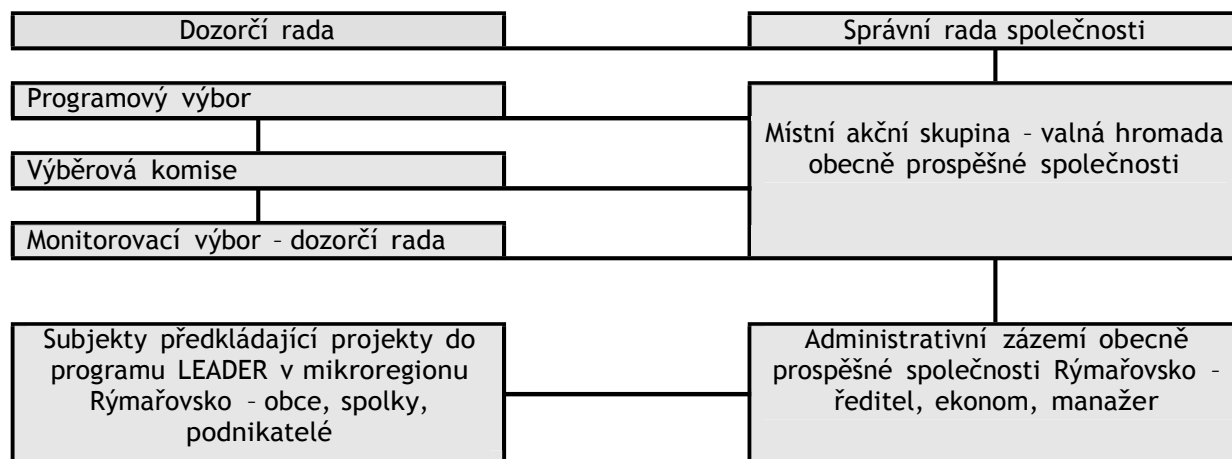 Dozorčí rada
Správní rada společnosti
Programový výbor
Místní akční skupina – valná hromada
obecně prospěšné společnosti
Výběrová komise
Monitorovací výbor – dozorčí rada
Subjekty předkládající projekty do
programu LEADER v mikroregionu
Rýmařovsko – obce, spolky,
podnikatelé
Administrativní zázemí obecně
prospěšné společnosti Rýmařovsko –
ředitel, ekonom, manažer